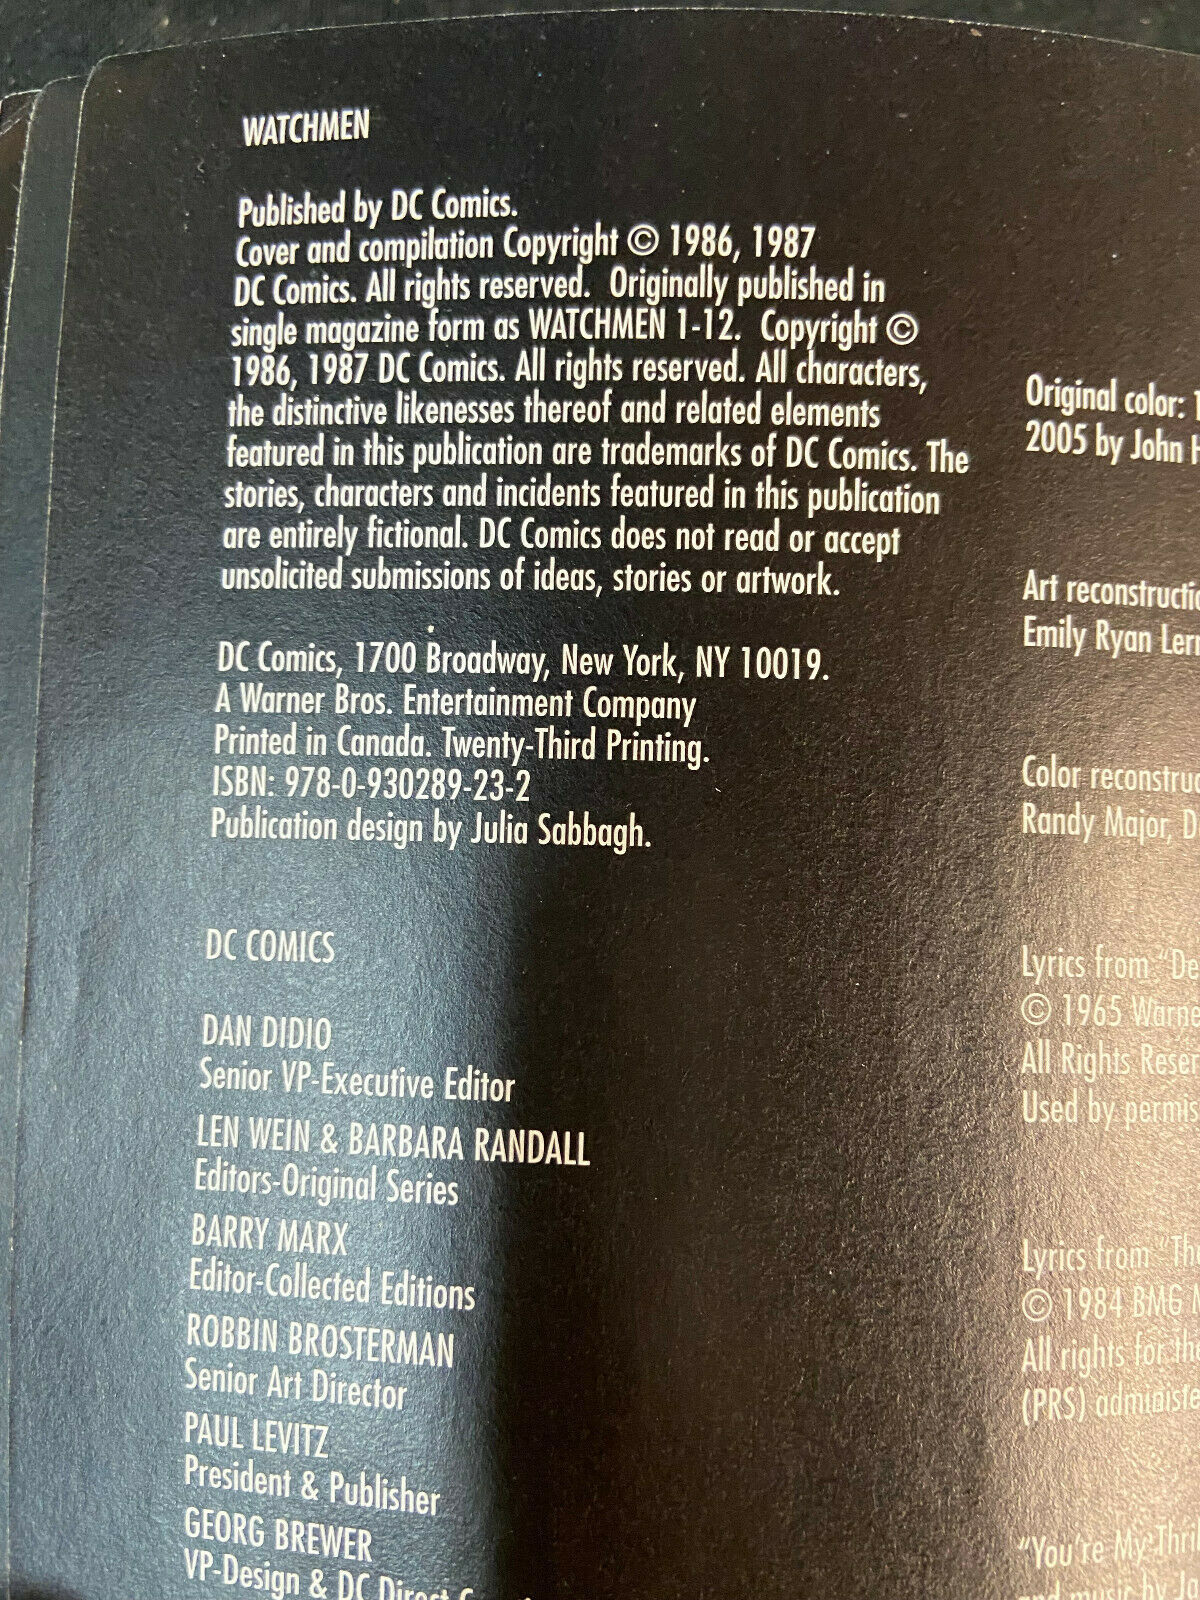 WATCHMEN
Published by DC Comics.
Cover and compilation Copyright © 1986, 1987
DC Comics. All rights reserved. Originally published in
single magazine form as WATCHMEN 1-12. Copyright ©
1986, 1987 DC Comics. All rights reserved. All characters,
the distinctive likenesses thereof and related elements
featured in this publication are trademarks of DC Comics. The
stories, characters and incidents featured in this publication
are entirely fictional. DC Comics does not read or accept
unsolicited submissions of ideas, stories or artwork.
DC Comics, 1700 Broadway, New York, NY 10019.
A Warner Bros. Entertainment Company
Printed in Canada. Twenty-Third Printing.
ISBN: 978-0-930289-23-2
Publication design by Julia Sabbagh.
DC COMICS
DAN DIDIO
Senior VP-Executive Editor
LEN WEIN & BARBARA RANDALL
Editors-Original Series
BARRY MARX
Editor-Collected Editions
ROBBIN BROSTERMAN
Senior Art Director
PAUL LEVITZ
President & Publisher
GEORG BREWER
VP-Design & DC Direct
Original color:
2005 by John
Art
Emily Ryan
Color
Randy Major,
Lyrics from
© 1965
All Rights
Used by
Lyrics from
© 1984 BMG
All rights for the
(PRS)
"You're My
and music by